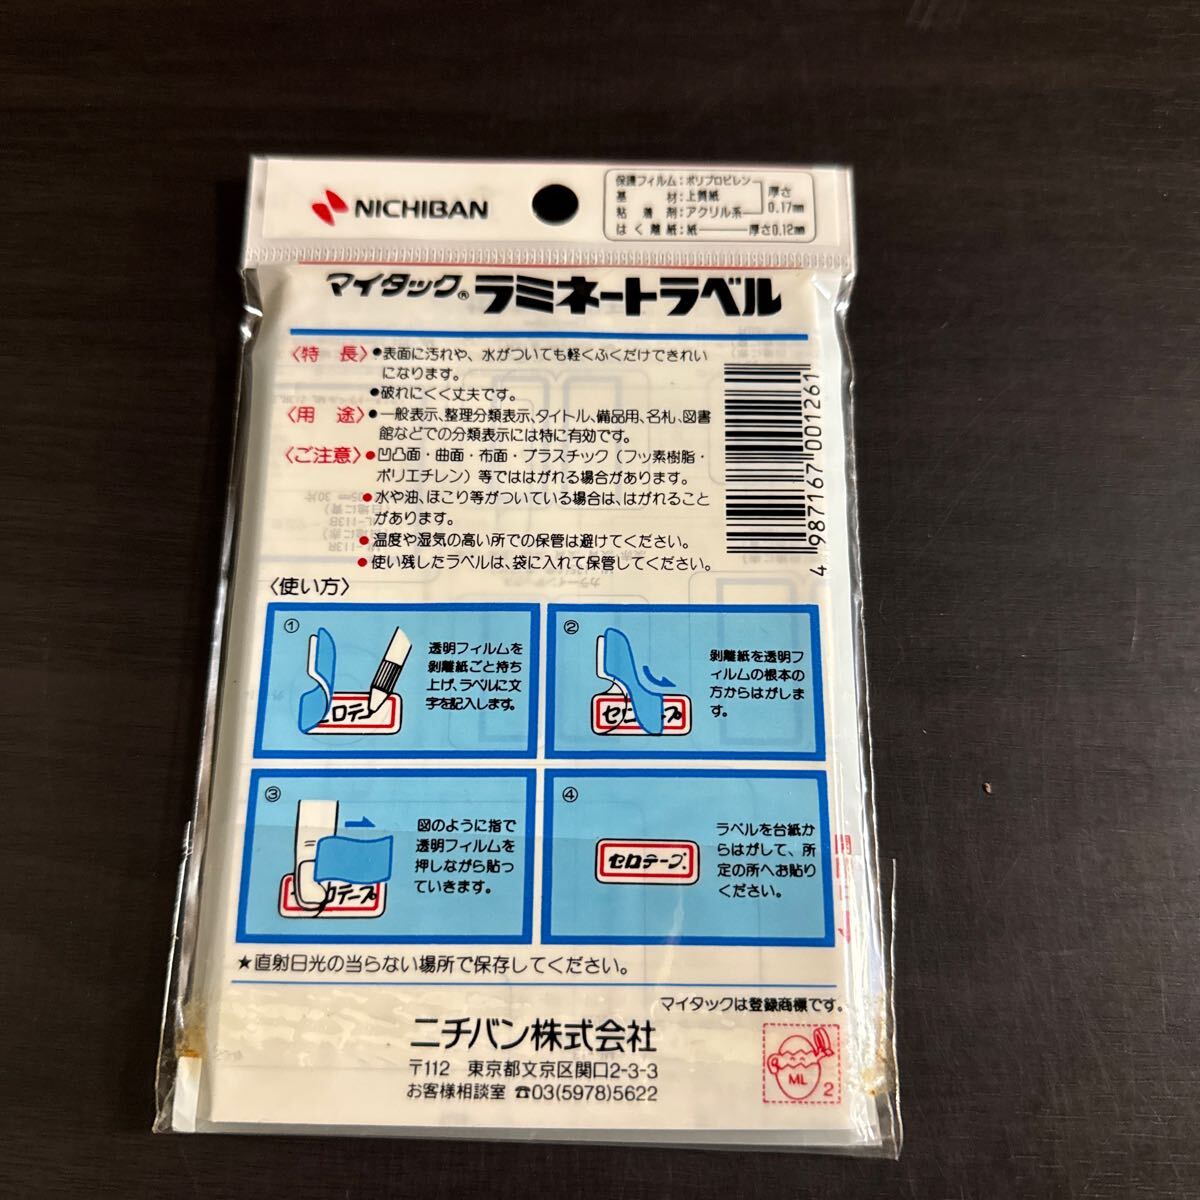 NICHIBAN
保護フィルム:ポリプロピレン
基 材:上質紙
粘 着 剤:アクリル系
厚さ
0.17mm
はく離紙:紙 厚さ0.12mm
マイタック® ラミネートラベル
〈特 長〉●表面に汚れや、水がついても軽くふくだけできれい
になります。
●破れにくく丈夫です。
〈用 途〉●一般表示、整理分類表示、タイトル、備品用、名札、図書
館などでの分類表示には特に有効です。
〈ご注意〉●凹凸面・曲面・布面・プラスチック(フッ素樹脂・
ポリエチレン)等でははがれる場合があります。
●水や油、ほこり等がついている場合は、はがれること
があります。
●温度や湿気の高い所での保管は避けてください。
●使い残したラベルは、袋に入れて保管してください。
4 987167 001261
〈使い方〉
①
透明フィルムを
剥離紙ごと持ち
上げ、ラベルに文
字を記入します。
セロテー
②
剥離紙を透明フ
ィルムの根本の
方からはがしま
す。
セロテープ
③
図のように指で
透明フィルムを
押しながら貼っ
ていきます。
ロテープ
④
ラベルを台紙か
らはがして、所
定の所へお貼り
ください。
セロテープ.
★直射日光の当らない場所で保存してください。
マイタックは登録商標です。
ニチバン株式会社
〒112 東京都文京区関口2-3-3
お客様相談室 ☎03(5978)5622
ML
2